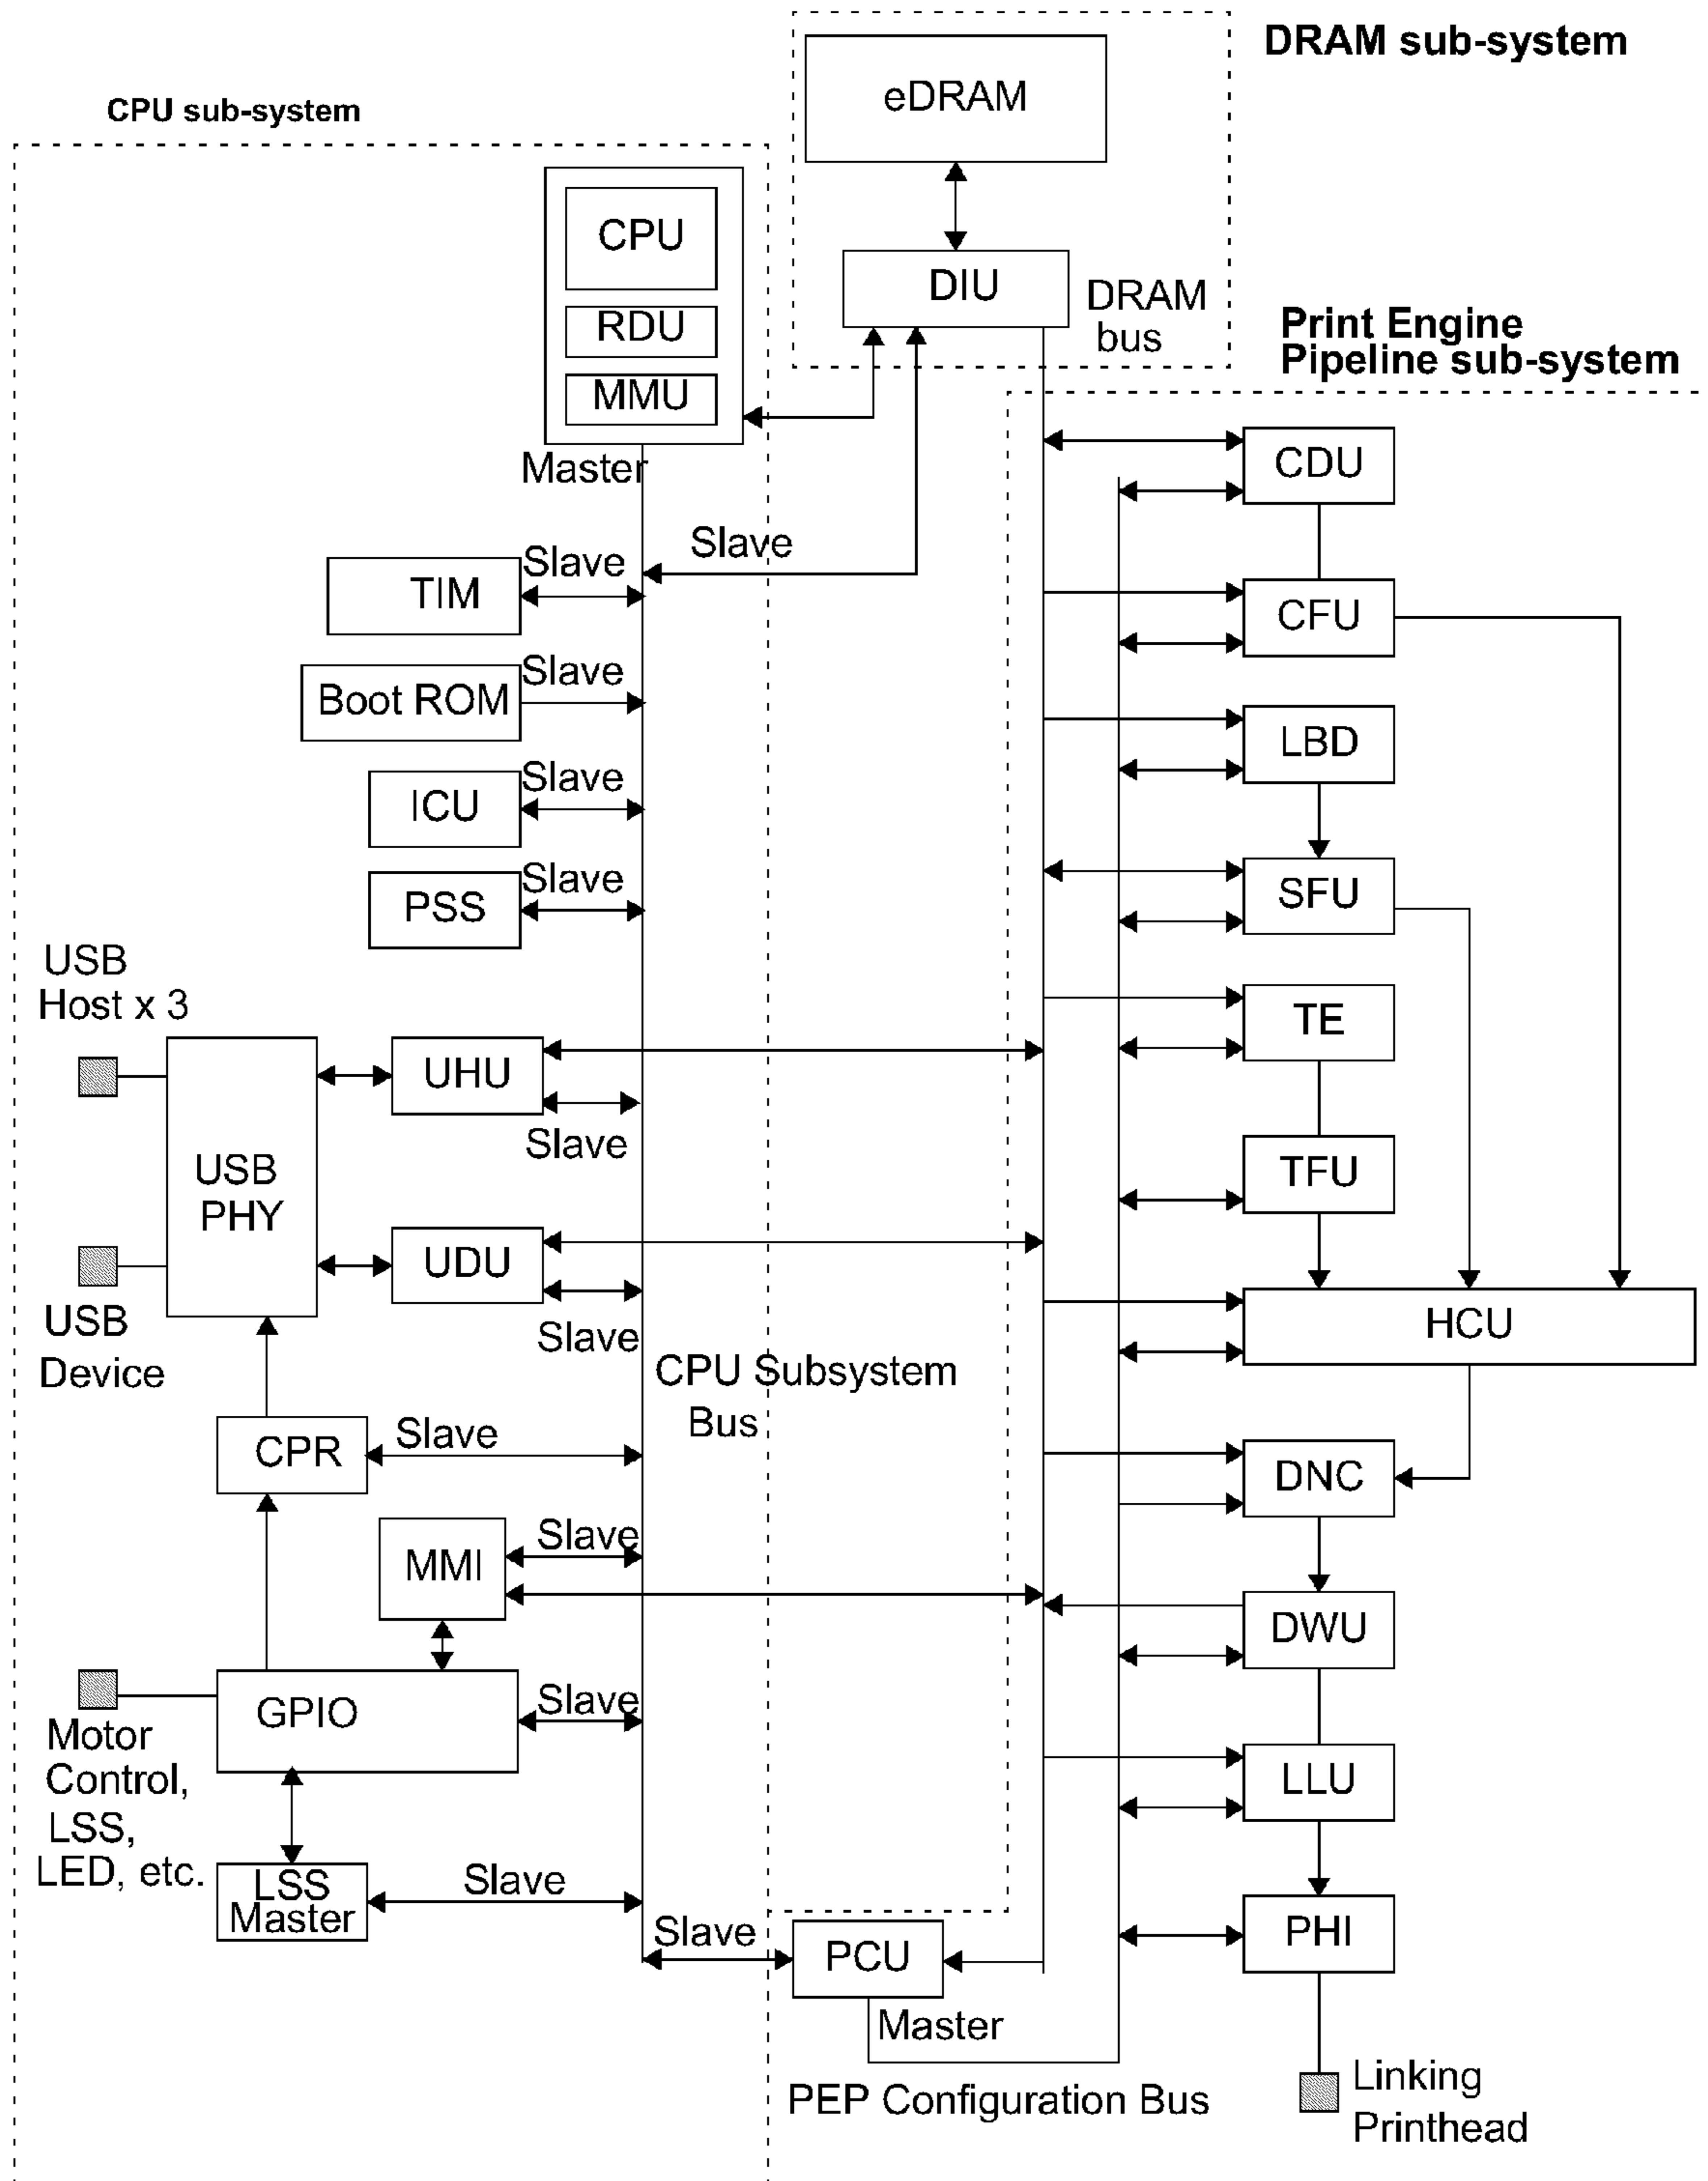 DRAM sub-system
eDRAM
CPU sub-system
CPU
DIU
DRAM
bus
RDU
Print Engine
Pipeline sub-system
MMU
Master
CDU
Slave
Slave
TIM
CFU
Slave
Boot ROM
LBD
Slave
ICU
Slave
PSS
SFU
USB
Host x 3
TE
UHU
Slave
USB
PHY
TFU
UDU
USB
Device
Slave
HCU
CPU Subsystem
Bus
Slave
CPR
DNC
Slave
MMI
DWU
Slave
GPIO
Motor
Control,
LSS,
LED, etc.
LLU
LSS
Master
Slave
Slave
PCU
PHI
Master
PEP Configuration Bus
Linking
Printhead